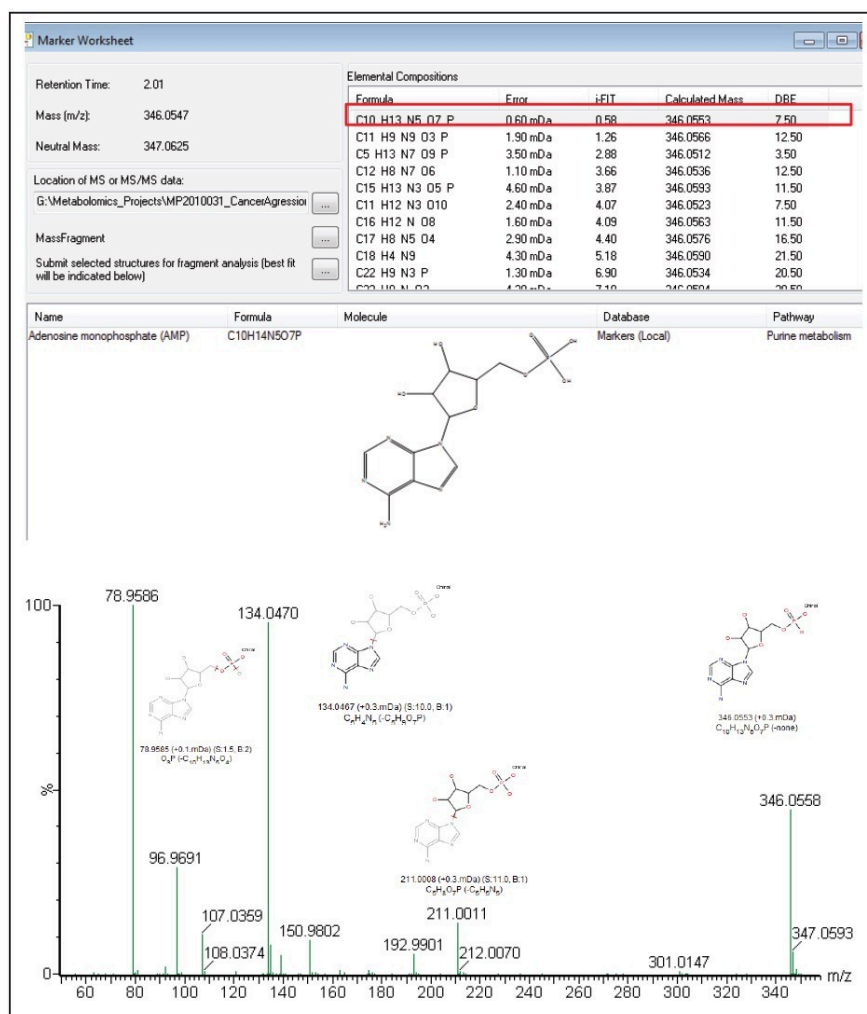 Marker Worksheet
Retention Time: 2.01
Mass (m/z): 346.0547
Neutral Mass: 347.0625
Location of MS or MS/MS data:
G:\Metabolomics_Projects\MP2010031_CancerAgression
...
MassFragment
...
Submit selected structures for fragment analysis (best fit
will be indicated below)
...
Elemental Compositions
Formula Error i-FIT Calculated Mass DBE
C10 H13 N5 O7 P 0.60 mDa 0.58 346.0553 7.50
C11 H9 N9 O3 P 1.90 mDa 1.26 346.0566 12.50
C5 H13 N7 O9 P 3.50 mDa 2.88 346.0512 3.50
C12 H8 N7 O6 1.10 mDa 3.66 346.0536 12.50
C15 H13 N3 O5 P 4.60 mDa 3.87 346.0593 11.50
C11 H12 N3 O10 2.40 mDa 4.07 346.0523 7.50
C16 H12 N O8 1.60 mDa 4.09 346.0563 11.50
C17 H8 N5 O4 2.90 mDa 4.40 346.0576 16.50
C18 H4 N9 4.30 mDa 5.18 346.0590 21.50
C22 H9 N3 P 1.30 mDa 6.90 346.0534 20.50
Name Formula Molecule Database Pathway
Adenosine monophosphate (AMP) C10H14N5O7P Markers (Local) Purine metabolism
HO
HO
O
O
O
P
OH
OH
N
N
N
N
H₂N
78.9586
134.0470
78.9585 (+0.1.mDa) (S:1.5, B:2)
O₃P (-C₁₀H₁₃N₅O₄)
Chiral
134.0467 (+0.3.mDa) (S:10.0, B:1)
C₅H₄N₅ (-C₅H₉O₇P)
Chiral
211.0008 (+0.3.mDa) (S:11.0, B:1)
C₅H₈O₇P (-C₅H₅N₅)
Chiral
346.0553 (+0.3.mDa)
C₁₀H₁₃N₅O₇P (-none)
Chiral
346.0558
96.9691
107.0359
108.0374
150.9802
192.9901
211.0011
212.0070
301.0147
347.0593
100
%
0
60 80 100 120 140 160 180 200 220 240 260 280 300 320 340 m/z